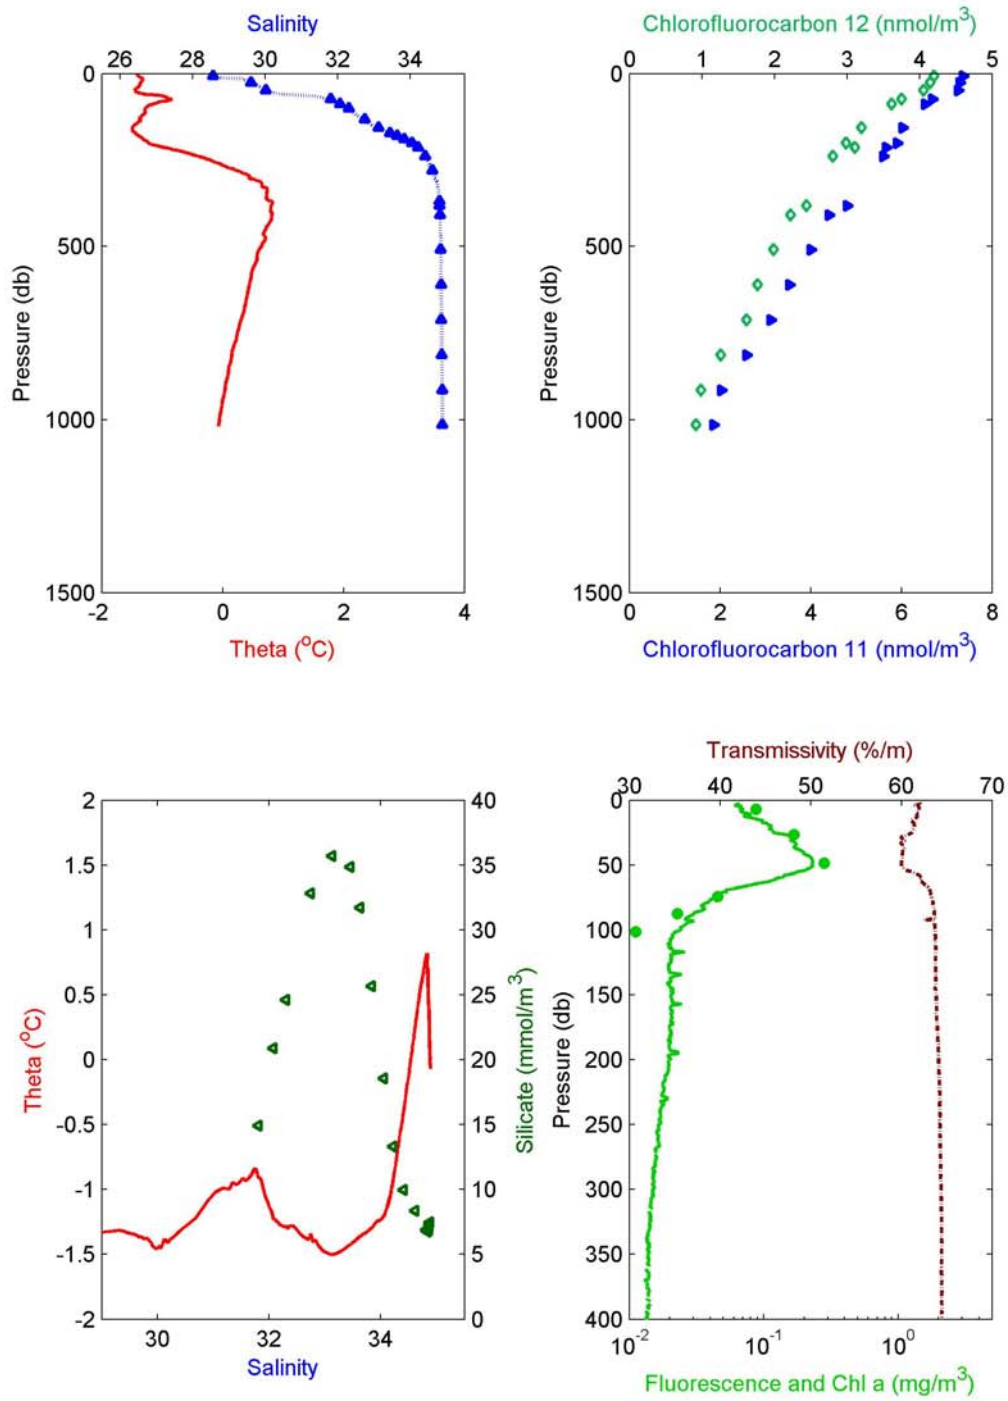 Salinity
26 28 30 32 34
0
500
1000
1500
Pressure (db)
-2 0 2 4
Theta (°C)
Chlorofluorocarbon 12 (nmol/m³)
0 1 2 3 4 5
0
500
1000
1500
Pressure (db)
0 2 4 6 8
Chlorofluorocarbon 11 (nmol/m³)
2
1.5
1
0.5
0
-0.5
-1
-1.5
-2
Theta (°C)
30 32 34
Salinity
40
35
30
25
20
15
10
5
0
Silicate (mmol/m³)
Transmissivity (%/m)
30 40 50 60 70
0
50
100
150
200
250
300
350
400
Pressure (db)
10⁻² 10⁻¹ 10⁰
Fluorescence and Chl a (mg/m³)